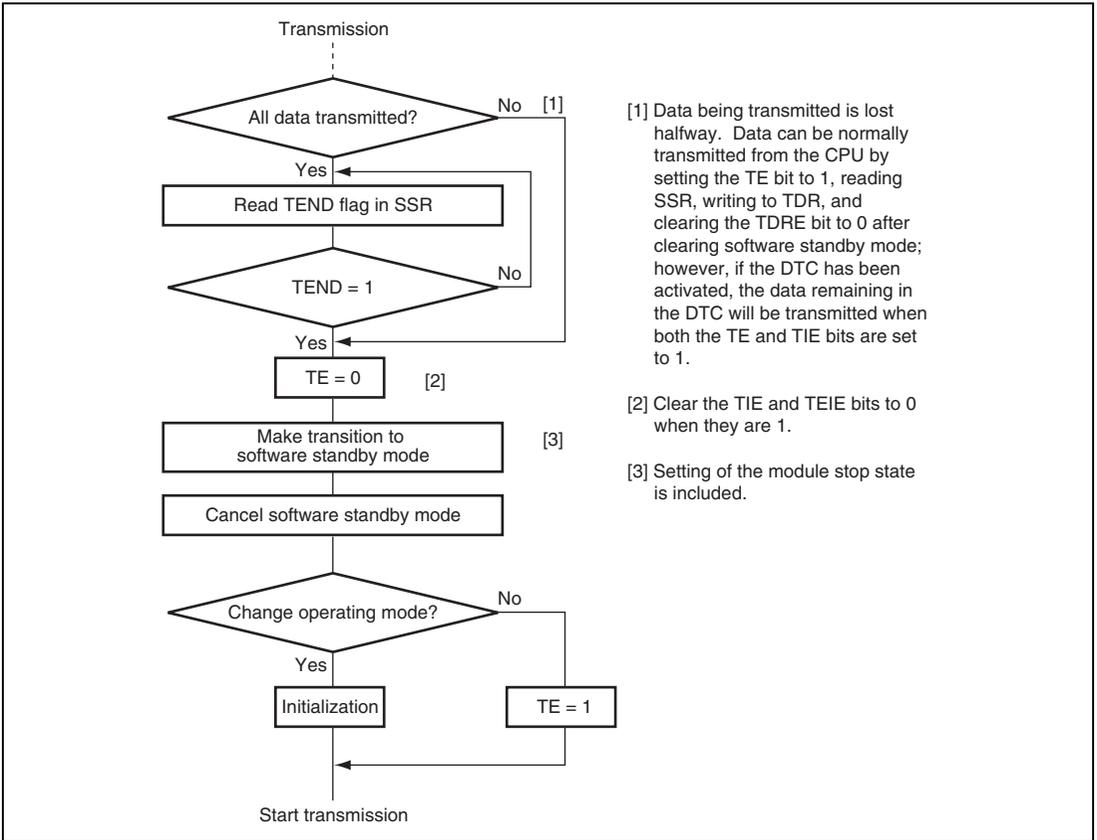 Transmission
All data transmitted?
No
[1]
Yes
Read TEND flag in SSR
TEND = 1
No
Yes
TE = 0
[2]
Make transition to
software standby mode
[3]
Cancel software standby mode
Change operating mode?
No
Yes
Initialization
TE = 1
Start transmission
[1] Data being transmitted is lost
halfway. Data can be normally
transmitted from the CPU by
setting the TE bit to 1, reading
SSR, writing to TDR, and
clearing the TDRE bit to 0 after
clearing software standby mode;
however, if the DTC has been
activated, the data remaining in
the DTC will be transmitted when
both the TE and TIE bits are set
to 1.
[2] Clear the TIE and TEIE bits to 0
when they are 1.
[3] Setting of the module stop state
is included.